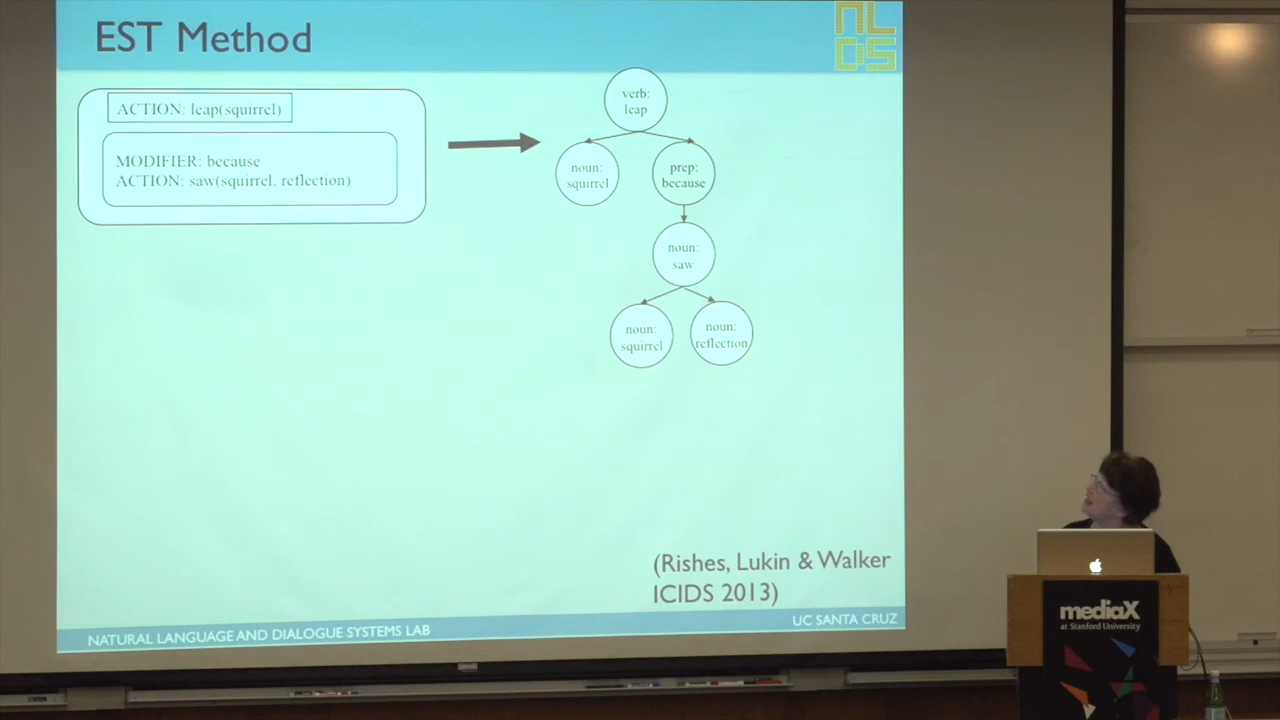 EST Method
NL
DS
ACTION: leap(squirrel)
MODIFIER: because
ACTION: saw(squirrel, reflection)
verb:
leap
noun:
squirrel
prep:
because
noun:
saw
noun:
squirrel
noun:
reflection
(Rishes, Lukin & Walker
ICIDS 2013)
NATURAL LANGUAGE AND DIALOGUE SYSTEMS LAB
UC SANTA CRUZ
mediaX
at Stanford University